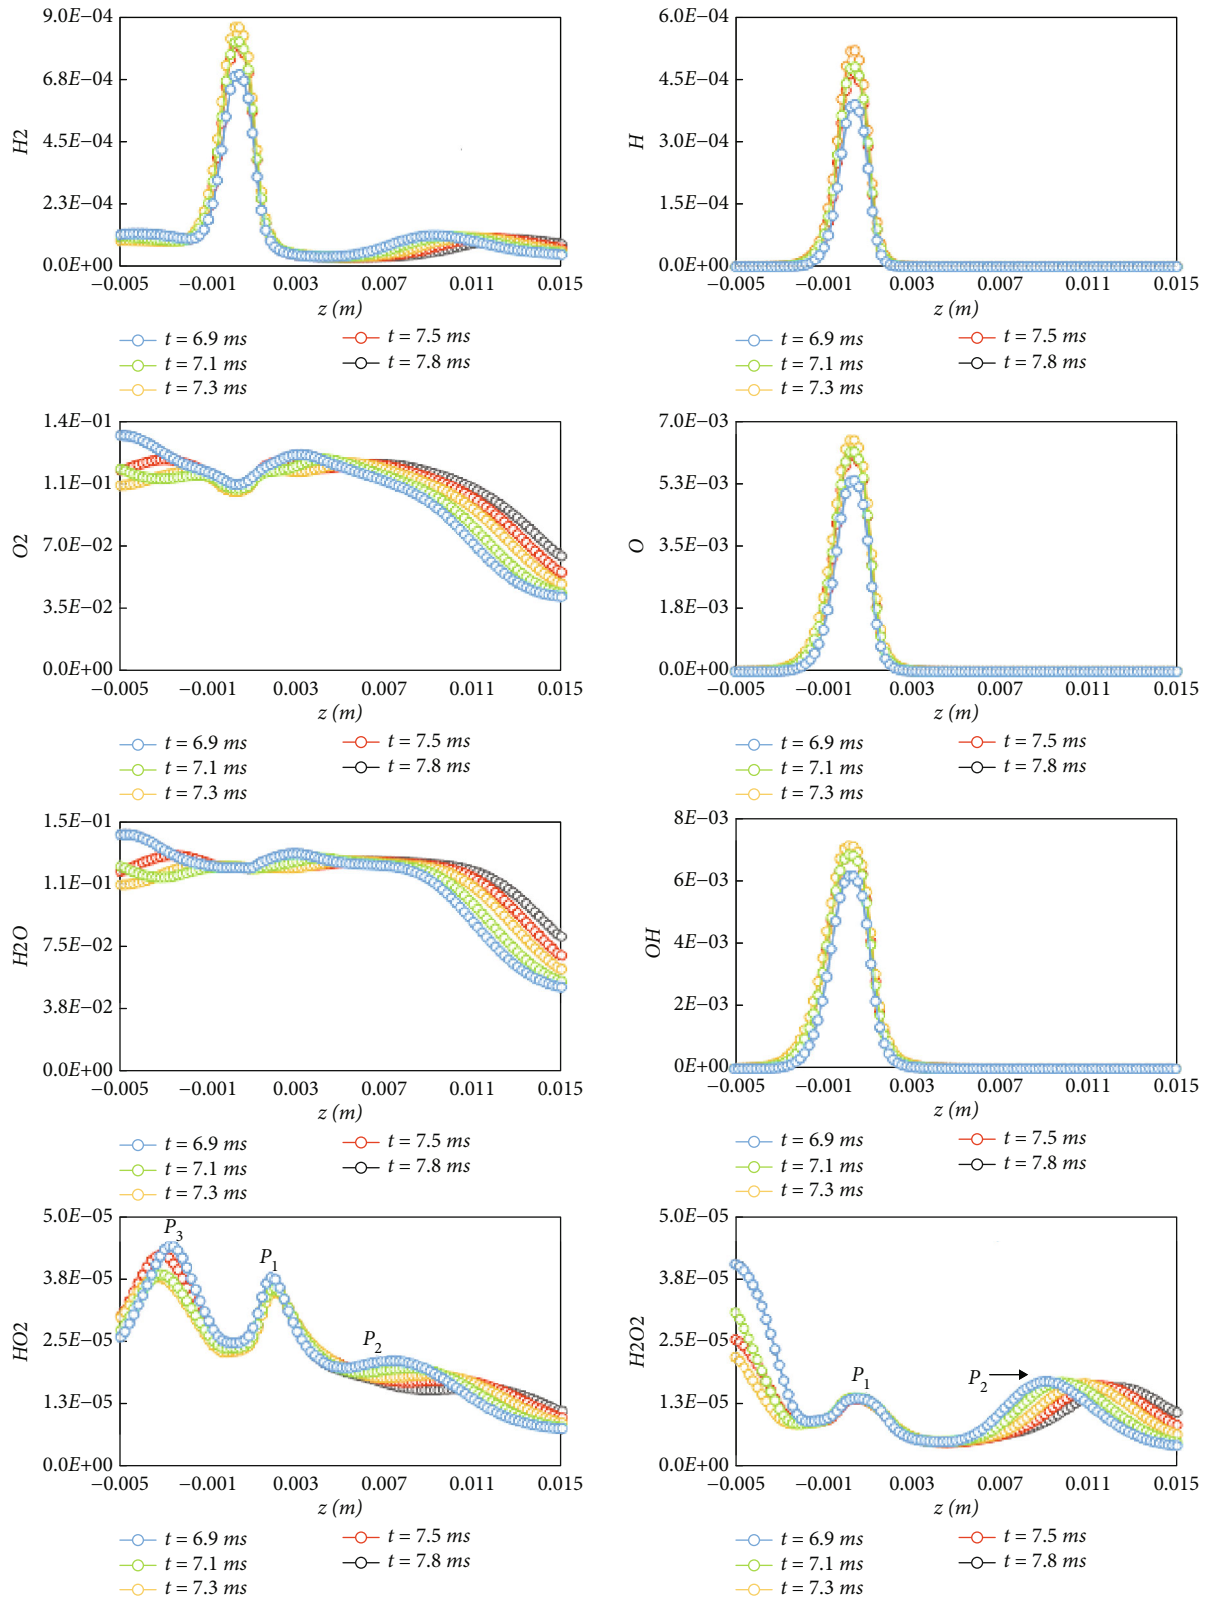 9.0E−04
6.8E−04
4.5E−04
2.3E−04
0.0E+00
H2
−0.005 −0.001 0.003 0.007 0.011 0.015
z (m)
t = 6.9 ms
t = 7.1 ms
t = 7.3 ms
t = 7.5 ms
t = 7.8 ms
6.0E−04
4.5E−04
3.0E−04
1.5E−04
0.0E+00
H
−0.005 −0.001 0.003 0.007 0.011 0.015
z (m)
t = 6.9 ms
t = 7.1 ms
t = 7.3 ms
t = 7.5 ms
t = 7.8 ms
1.4E−01
1.1E−01
7.0E−02
3.5E−02
0.0E+00
O2
−0.005 −0.001 0.003 0.007 0.011 0.015
z (m)
t = 6.9 ms
t = 7.1 ms
t = 7.3 ms
t = 7.5 ms
t = 7.8 ms
7.0E−03
5.3E−03
3.5E−03
1.8E−03
0.0E+00
O
−0.005 −0.001 0.003 0.007 0.011 0.015
z (m)
t = 6.9 ms
t = 7.1 ms
t = 7.3 ms
t = 7.5 ms
t = 7.8 ms
1.5E−01
1.1E−01
7.5E−02
3.8E−02
0.0E+00
H2O
−0.005 −0.001 0.003 0.007 0.011 0.015
z (m)
t = 6.9 ms
t = 7.1 ms
t = 7.3 ms
t = 7.5 ms
t = 7.8 ms
8E−03
6E−03
4E−03
2E−03
0E+00
OH
−0.005 −0.001 0.003 0.007 0.011 0.015
z (m)
t = 6.9 ms
t = 7.1 ms
t = 7.3 ms
t = 7.5 ms
t = 7.8 ms
5.0E−05
3.8E−05
2.5E−05
1.3E−05
0.0E+00
HO2
P3
P1
P2
−0.005 −0.001 0.003 0.007 0.011 0.015
z (m)
t = 6.9 ms
t = 7.1 ms
t = 7.3 ms
t = 7.5 ms
t = 7.8 ms
5.0E−05
3.8E−05
2.5E−05
1.3E−05
0.0E+00
H2O2
P1
P2
−0.005 −0.001 0.003 0.007 0.011 0.015
z (m)
t = 6.9 ms
t = 7.1 ms
t = 7.3 ms
t = 7.5 ms
t = 7.8 ms